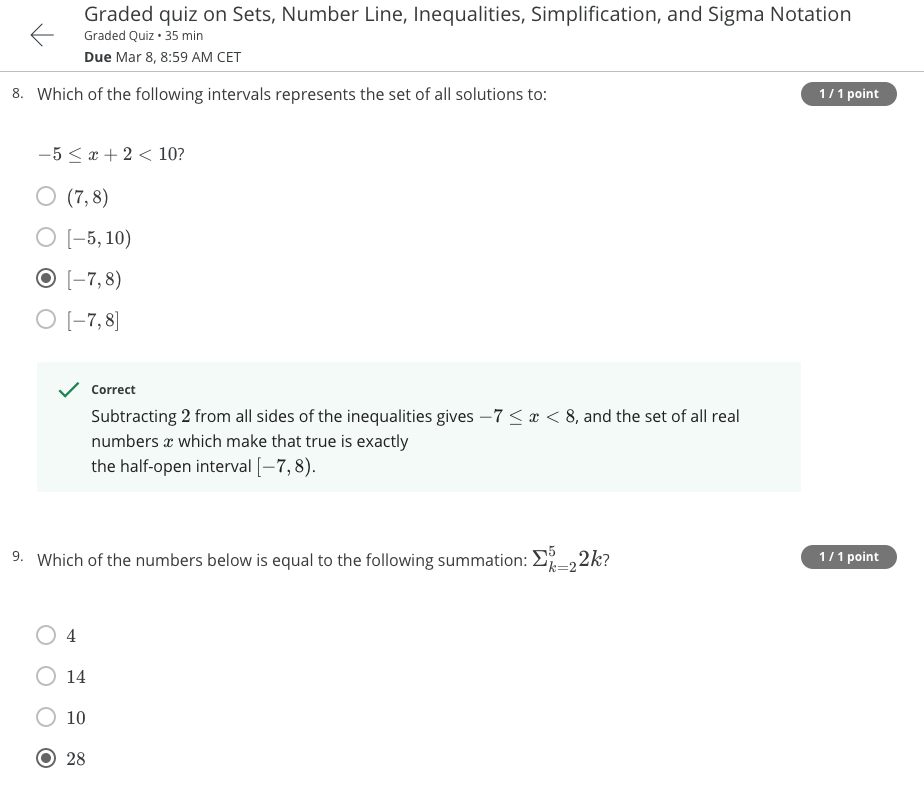 Graded quiz on Sets, Number Line, Inequalities, Simplification, and Sigma Notation
Graded Quiz • 35 min
Due Mar 8, 8:59 AM CET
8. Which of the following intervals represents the set of all solutions to:
1 / 1 point
−5 ≤ x + 2 < 10?
(7, 8)
[−5, 10)
[−7, 8)
[−7, 8]
Correct
Subtracting 2 from all sides of the inequalities gives −7 ≤ x < 8, and the set of all real
numbers x which make that true is exactly
the half-open interval [−7, 8).
9. Which of the numbers below is equal to the following summation: Σ⁵ₖ₌₂ 2k?
1 / 1 point
4
14
10
28